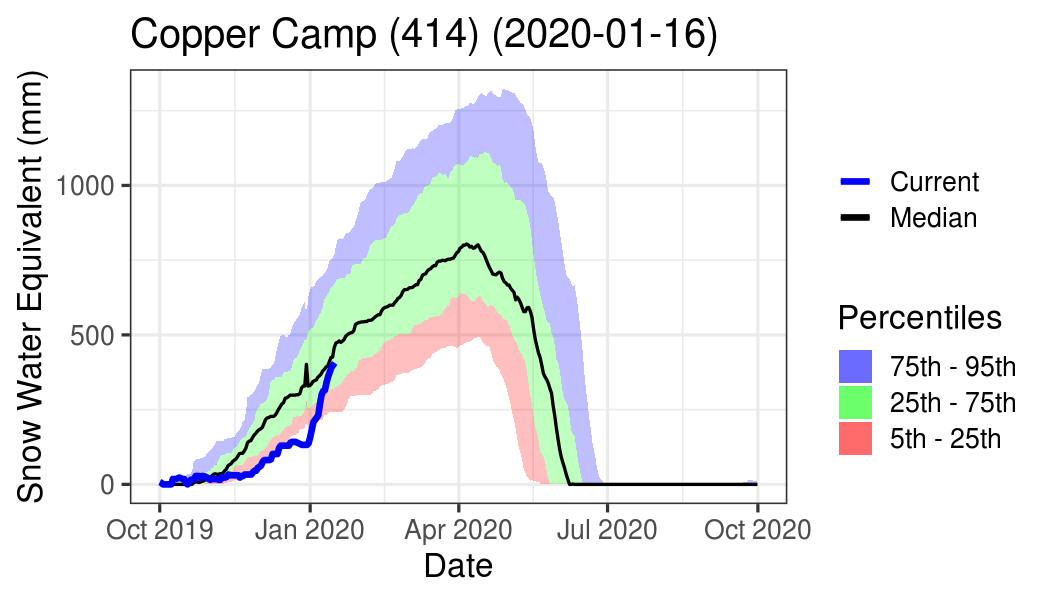 Copper Camp (414) (2020-01-16)
Snow Water Equivalent (mm)
1000
500
0
Oct 2019 Jan 2020 Apr 2020 Jul 2020 Oct 2020
Date
Current
Median
Percentiles
75th - 95th
25th - 75th
5th - 25th